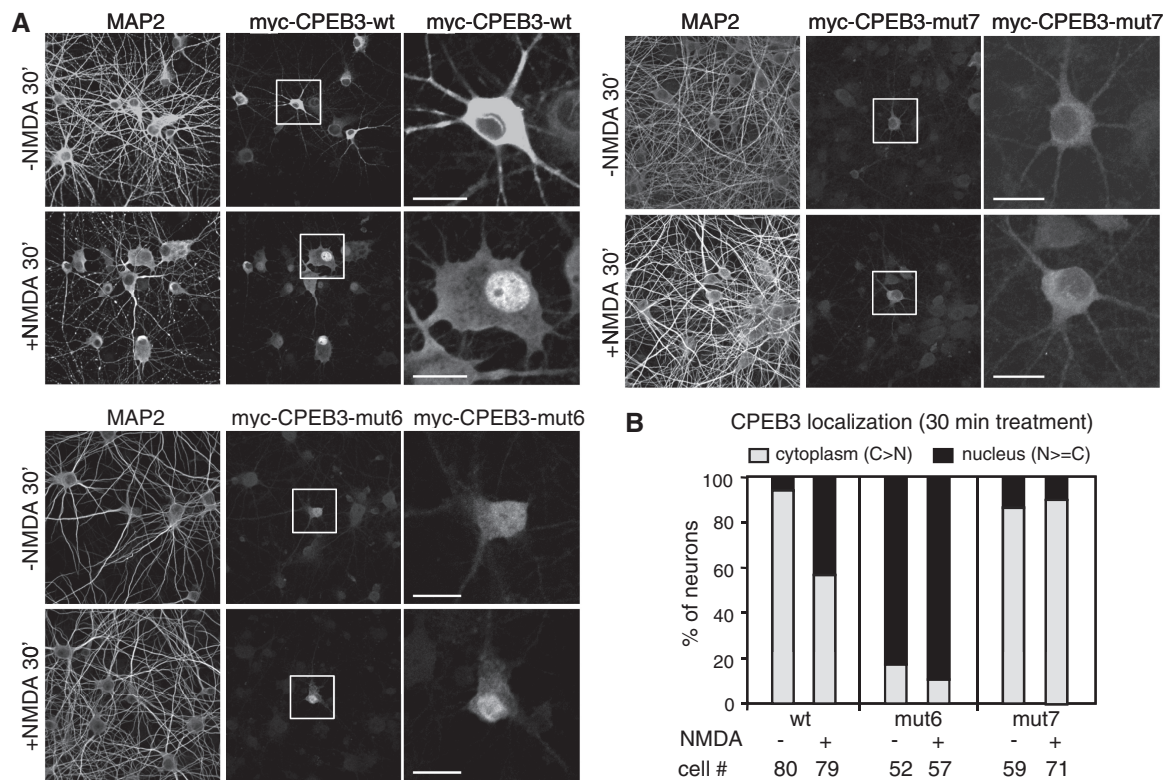 A
MAP2 myc-CPEB3-wt myc-CPEB3-wt
-NMDA 30'
+NMDA 30'
MAP2 myc-CPEB3-mut7 myc-CPEB3-mut7
-NMDA 30'
+NMDA 30'
MAP2 myc-CPEB3-mut6 myc-CPEB3-mut6
-NMDA 30'
+NMDA 30'
B
CPEB3 localization (30 min treatment)
cytoplasm (C>N) nucleus (N>=C)
% of neurons
100
80
60
40
20
0
wt mut6 mut7
NMDA - + - + - +
cell # 80 79 52 57 59 71